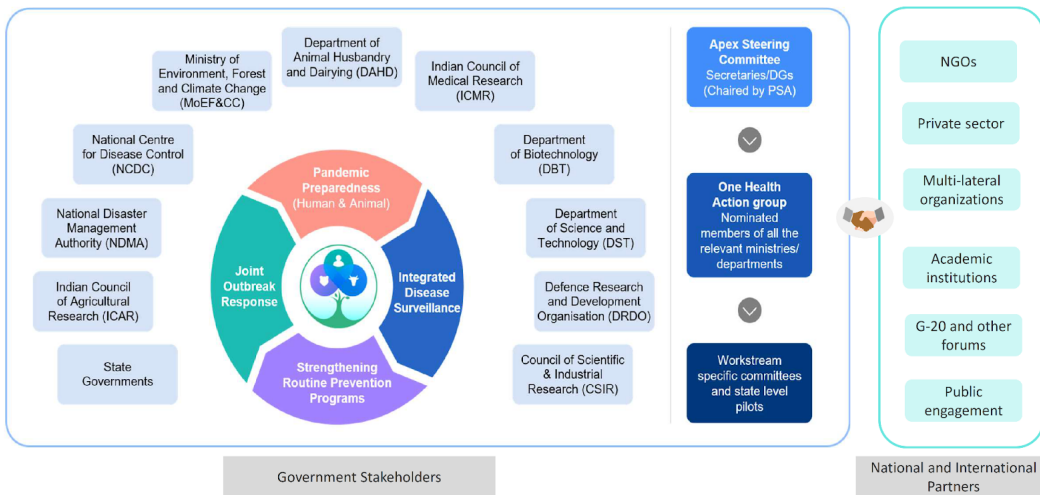 Department of
Animal Husbandry
and Dairying (DAHD)
Ministry of
Environment, Forest
and Climate Change
(MoEF&CC)
Indian Council of
Medical Research
(ICMR)
National Centre
for Disease Control
(NCDC)
Department
of Biotechnology
(DBT)
National Disaster
Management
Authority (NDMA)
Department
of Science and
Technology (DST)
Indian Council
of Agricultural
Research (ICAR)
Defence Research
and Development
Organisation (DRDO)
State
Governments
Council of Scientific
& Industrial
Research (CSIR)
Pandemic
Preparedness
(Human & Animal)
Joint
Outbreak
Response
Integrated
Disease
Surveillance
Strengthening
Routine Prevention
Programs
Apex Steering
Committee
Secretaries/DGs
(Chaired by PSA)
One Health
Action group
Nominated
members of all the
relevant ministries/
departments
Workstream
specific committees
and state level
pilots
NGOs
Private sector
Multi-lateral
organizations
Academic
institutions
G-20 and other
forums
Public
engagement
Government Stakeholders
National and International
Partners